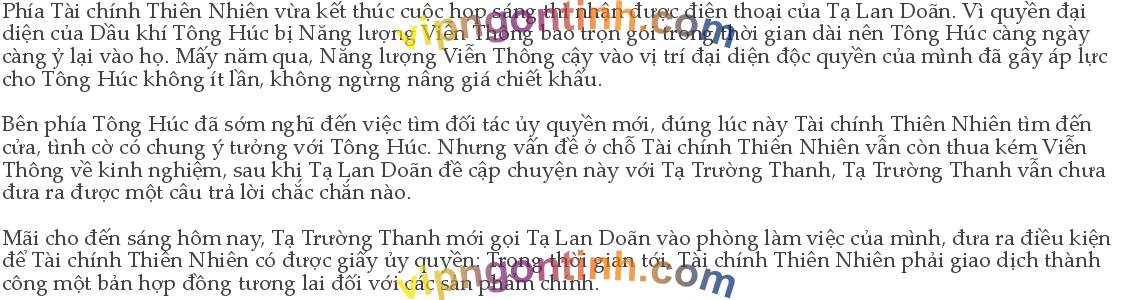 Phía Tài chính Thiên Nhiên vừa kết thúc cuộc họp sáng thì nhận được điện thoại của Tạ Lan Doãn. Vì quyền đại
diện của Dầu khí Tông Húc bị Năng lượng Viễn Thông bao trọn gói trong thời gian dài nên Tông Húc càng ngày
càng ỷ lại vào họ. Mấy năm qua, Năng lượng Viễn Thông cậy vào vị trí đại diện độc quyền của mình đã gây áp lực
cho Tông Húc không ít lần, không ngừng nâng giá chiết khấu.
vipngontinh.com
Bên phía Tông Húc đã sớm nghĩ đến việc tìm đối tác ủy quyền mới, đúng lúc này Tài chính Thiên Nhiên tìm đến
cửa, tình cờ có chung ý tưởng với Tông Húc. Nhưng vấn đề ở chỗ Tài chính Thiên Nhiên vẫn còn thua kém Viễn
Thông về kinh nghiệm, sau khi Tạ Lan Doãn đề cập chuyện này với Tạ Trường Thanh, Tạ Trường Thanh vẫn chưa
đưa ra được một câu trả lời chắc chắn nào.
Mãi cho đến sáng hôm nay, Tạ Trường Thanh mới gọi Tạ Lan Doãn vào phòng làm việc của mình, đưa ra điều kiện
để Tài chính Thiên Nhiên có được giấy ủy quyền: Trong thời gian tới, Tài chính Thiên Nhiên phải giao dịch thành
công một bản hợp đồng tương lai đối với các sản phẩm chính.
vipngontinh.com